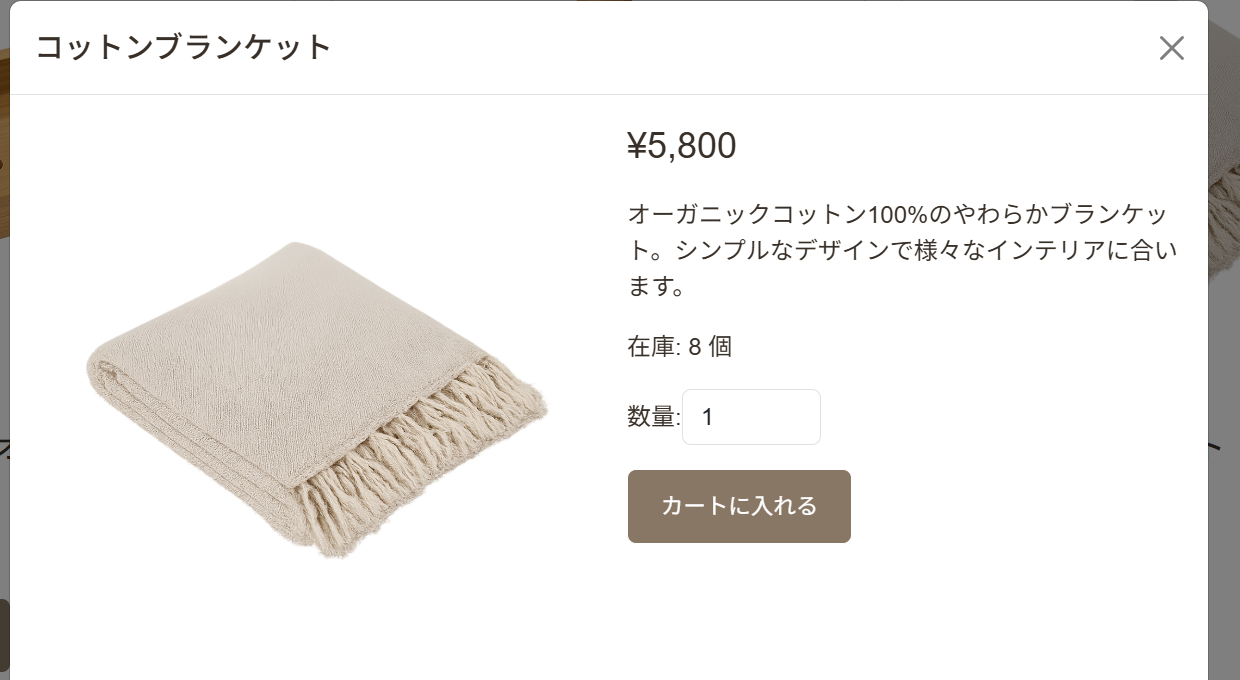 コットンブランケット
¥5,800
オーガニックコットン100%のやわらかブランケッ
ト。シンプルなデザインで様々なインテリアに合い
ます。
在庫: 8 個
数量: 1
カートに入れる